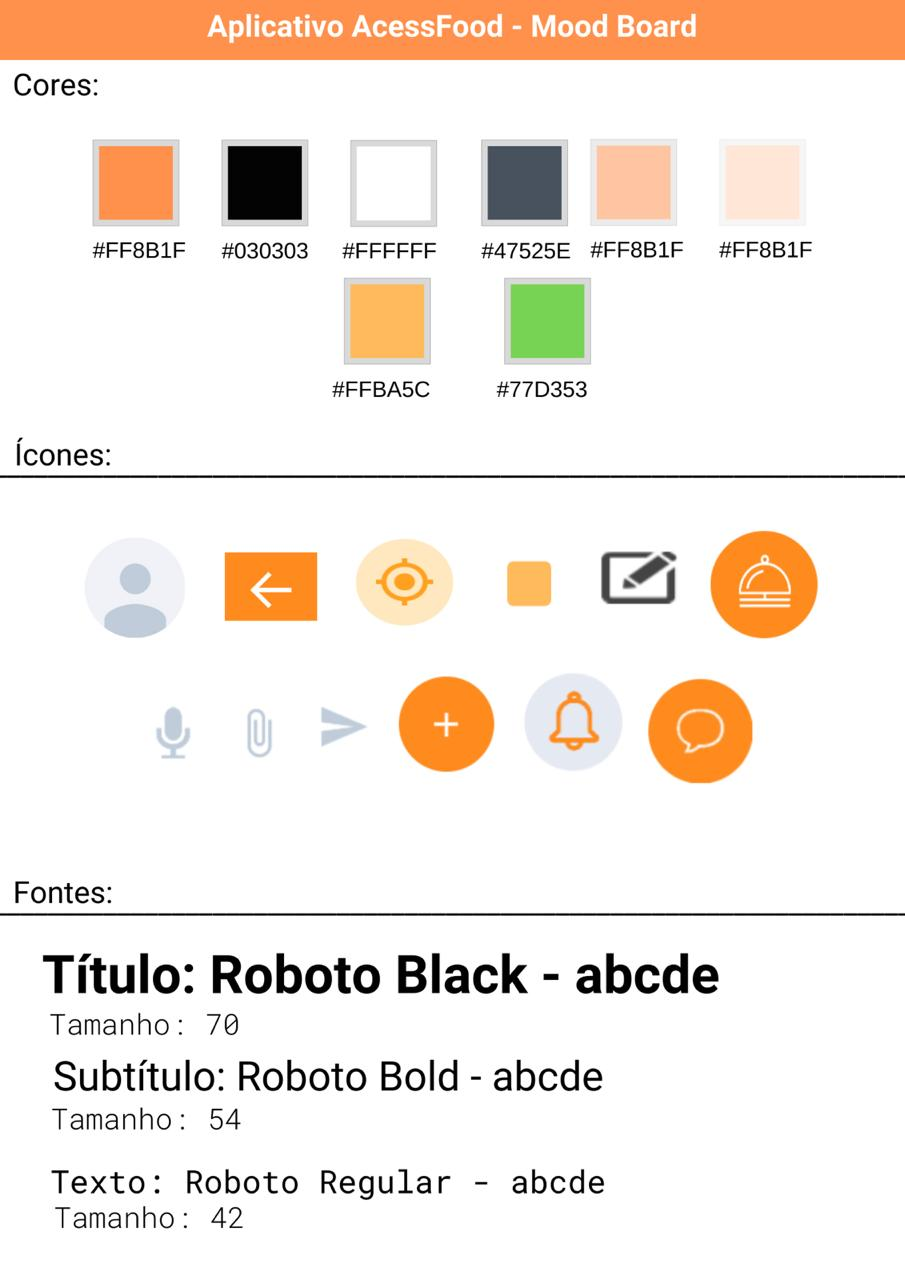 Aplicativo AcessFood - Mood Board
Cores:
#FF8B1F #030303 #FFFFFF #47525E #FF8B1F #FF8B1F
#FFBA5C #77D353
Ícones:
Fontes:
Título: Roboto Black - abcde
Tamanho: 70
Subtítulo: Roboto Bold - abcde
Tamanho: 54
Texto: Roboto Regular - abcde
Tamanho: 42